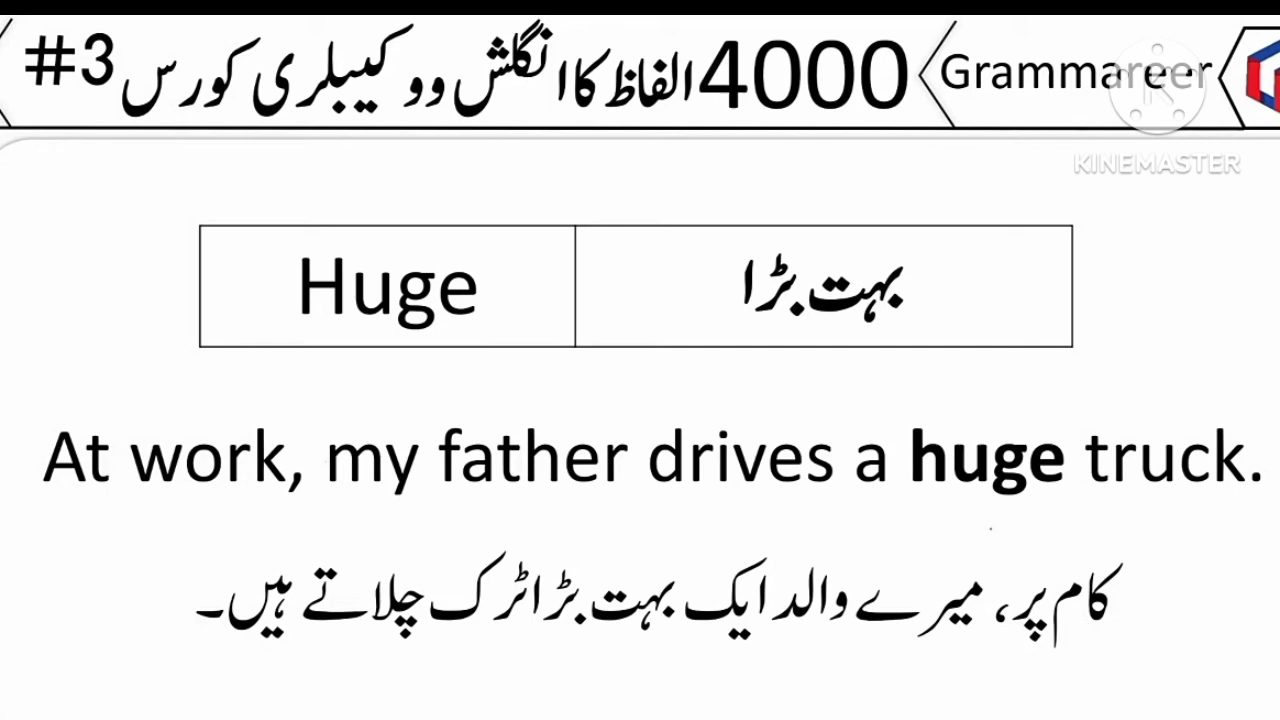 4000 الفاظ کا انگلش ووکیبلری کورس #3
Grammareer
KINEMASTER
Huge
بہت بڑا
At work, my father drives a huge truck.
کام پر، میرے والد ایک بہت بڑا ٹرک چلاتے ہیں۔